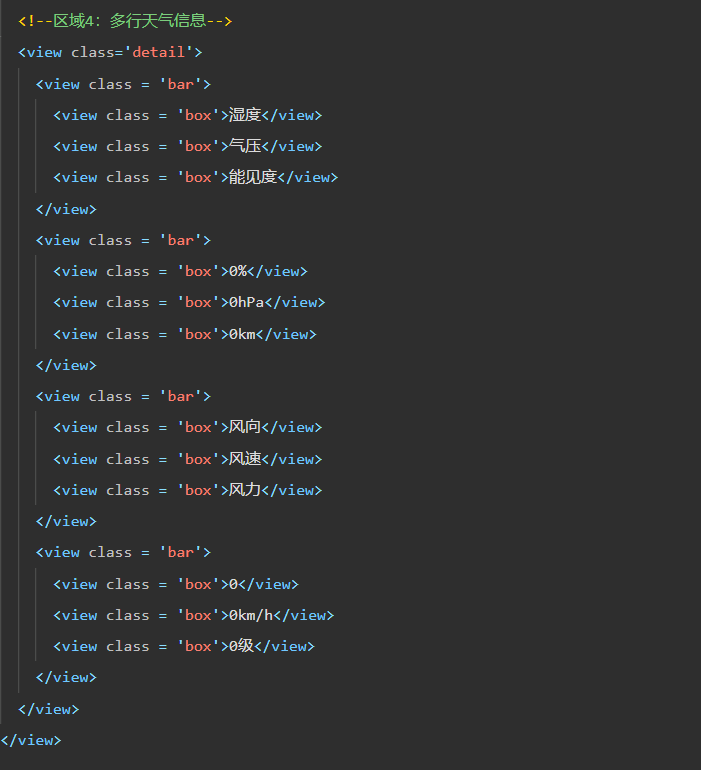 <!--区域4：多行天气信息-->
<view class='detail'>
<view class = 'bar'>
<view class = 'box'>湿度</view>
<view class = 'box'>气压</view>
<view class = 'box'>能见度</view>
</view>
<view class = 'bar'>
<view class = 'box'>0%</view>
<view class = 'box'>0hPa</view>
<view class = 'box'>0km</view>
</view>
<view class = 'bar'>
<view class = 'box'>风向</view>
<view class = 'box'>风速</view>
<view class = 'box'>风力</view>
</view>
<view class = 'bar'>
<view class = 'box'>0</view>
<view class = 'box'>0km/h</view>
<view class = 'box'>0级</view>
</view>
</view>
</view>